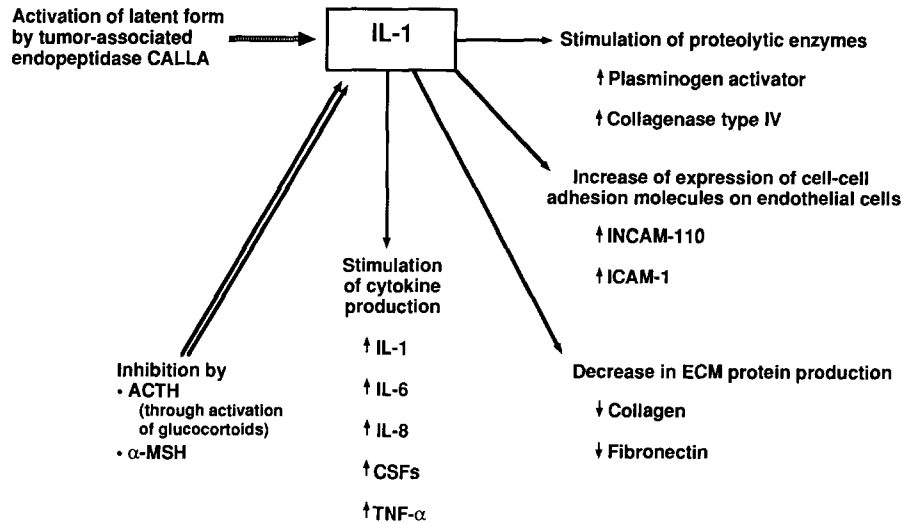 Activation of latent form
by tumor-associated
endopeptidase CALLA
IL-1
Stimulation of proteolytic enzymes
↑ Plasminogen activator
↑ Collagenase type IV
Increase of expression of cell-cell
adhesion molecules on endothelial cells
↑ INCAM-110
↑ ICAM-1
Stimulation
of cytokine
production
↑ IL-1
↑ IL-6
↑ IL-8
↑ CSFs
↑ TNF-α
Decrease in ECM protein production
↓ Collagen
↓ Fibronectin
Inhibition by
• ACTH
(through activation
of glucocortoids)
• α-MSH